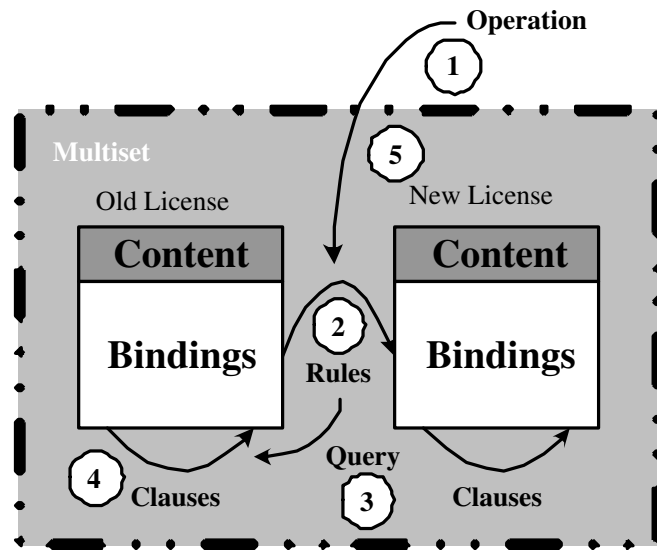 Operation
1
5
Multiset
Old License
New License
Content
Content
Bindings
Bindings
2
Rules
Query
4
3
Clauses
Clauses